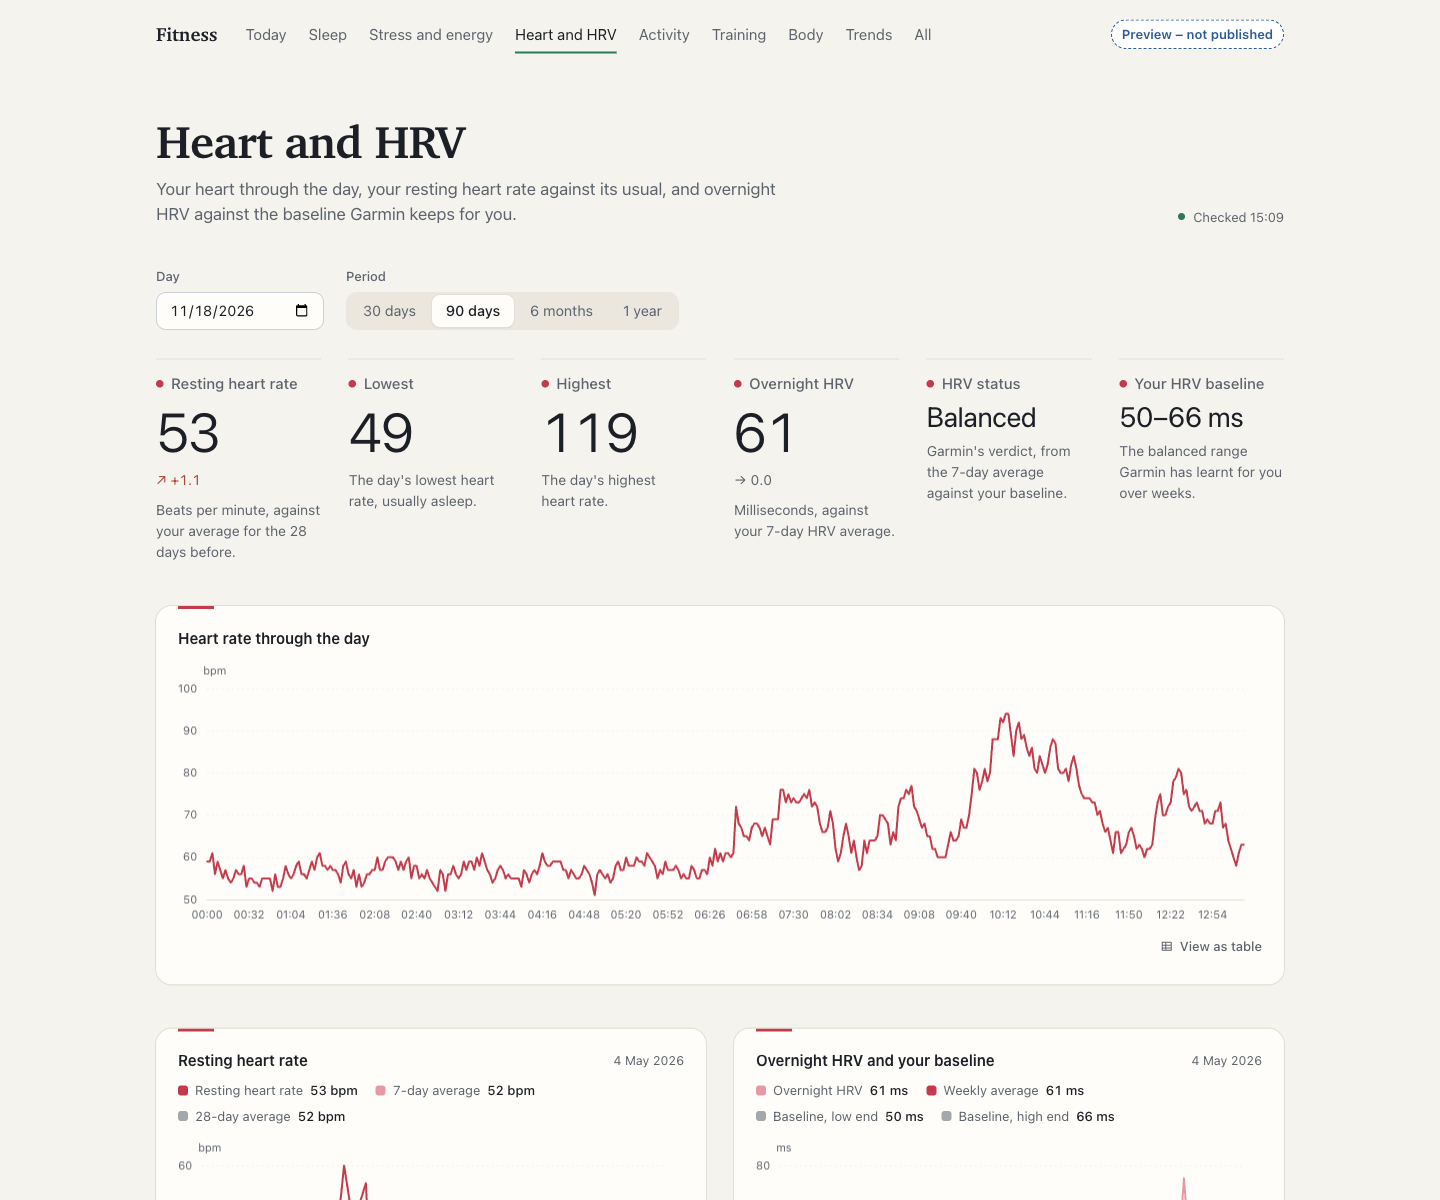 Fitness
Today
Sleep
Stress and energy
Heart and HRV
Activity
Training
Body
Trends
All
Preview – not published
Heart and HRV
Your heart through the day, your resting heart rate against its usual, and overnight
HRV against the baseline Garmin keeps for you.
Checked 15:09
Day
Period
11/18/2026
30 days
90 days
6 months
1 year
Resting heart rate
53
↗ +1.1
Beats per minute, against
your average for the 28
days before.
Lowest
49
The day's lowest heart
rate, usually asleep.
Highest
119
The day's highest
heart rate.
Overnight HRV
61
→ 0.0
Milliseconds, against
your 7-day HRV average.
HRV status
Balanced
Garmin's verdict, from
the 7-day average
against your baseline.
Your HRV baseline
50–66 ms
The balanced range
Garmin has learnt for you
over weeks.
Heart rate through the day
bpm
100
90
80
70
60
50
00:00 00:32 01:04 01:36 02:08 02:40 03:12 03:44 04:16 04:48 05:20 05:52 06:26 06:58 07:30 08:02 08:34 09:08 09:40 10:12 10:44 11:16 11:50 12:22 12:54
View as table
Resting heart rate
4 May 2026
Resting heart rate 53 bpm
7-day average 52 bpm
28-day average 52 bpm
bpm
60
Overnight HRV and your baseline
4 May 2026
Overnight HRV 61 ms
Weekly average 61 ms
Baseline, low end 50 ms
Baseline, high end 66 ms
ms
80